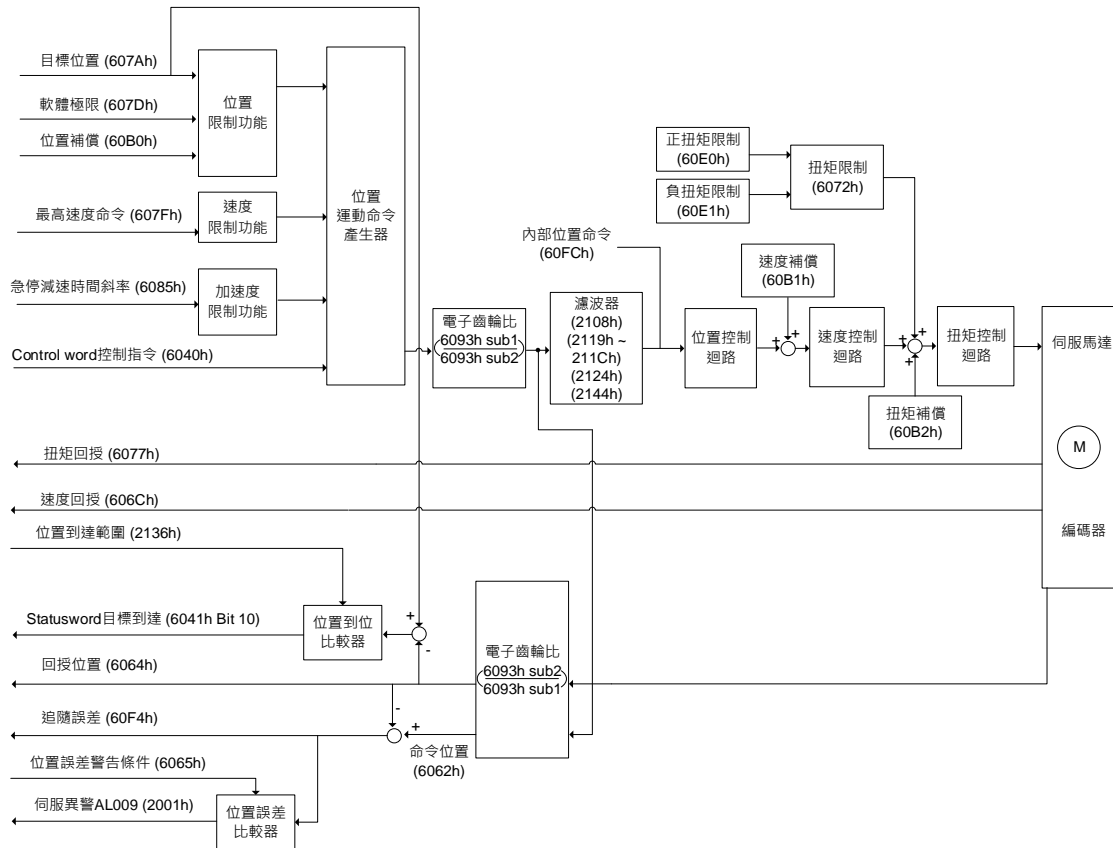 目標位置 (607Ah)
軟體極限 (607Dh)
位置補償 (60B0h)
位置
限制功能
最高速度命令 (607Fh)
速度
限制功能
急停減速時間斜率 (6085h)
加速度
限制功能
Control word控制指令 (6040h)
位置
運動命令
產生器
電子齒輪比
6093h sub1
6093h sub2
濾波器
(2108h)
(2119h ~
211Ch)
(2124h)
(2144h)
內部位置命令
(60FCh)
位置控制
迴路
正扭矩限制
(60E0h)
負扭矩限制
(60E1h)
扭矩限制
(6072h)
速度補償
(60B1h)
+
+
速度控制
迴路
+
+
+
扭矩補償
(60B2h)
扭矩控制
迴路
伺服馬達
M
編碼器
扭矩回授 (6077h)
速度回授 (606Ch)
位置到達範圍 (2136h)
Statusword目標到達 (6041h Bit 10)
位置到位
比較器
+
-
回授位置 (6064h)
電子齒輪比
6093h sub2
6093h sub1
追隨誤差 (60F4h)
-
+
命令位置
(6062h)
位置誤差警告條件 (6065h)
伺服異警AL009 (2001h)
位置誤差
比較器